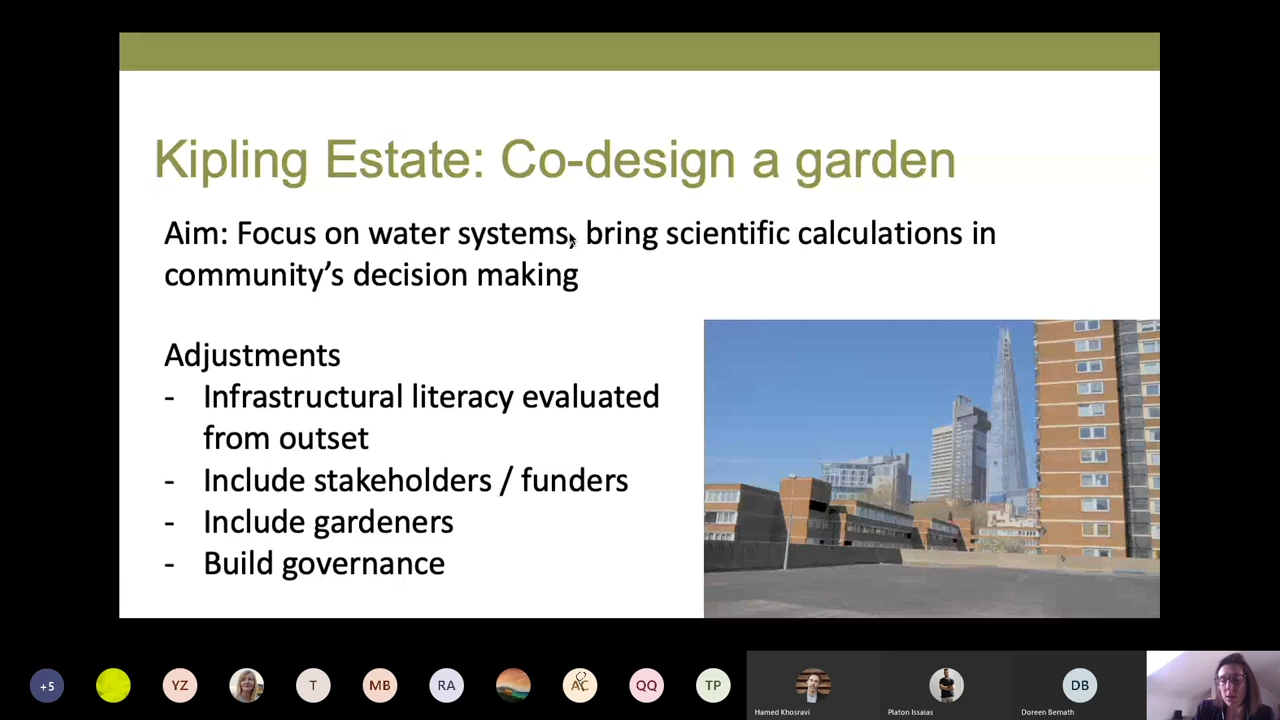 Kipling Estate: Co-design a garden
Aim: Focus on water systems, bring scientific calculations in
community’s decision making
Adjustments
- Infrastructural literacy evaluated
from outset
- Include stakeholders / funders
- Include gardeners
- Build governance
+5
YZ
T
MB
RA
AC
QQ
TP
DB
Hamed Khosravi
Platon Issaias
Doreen Bernath